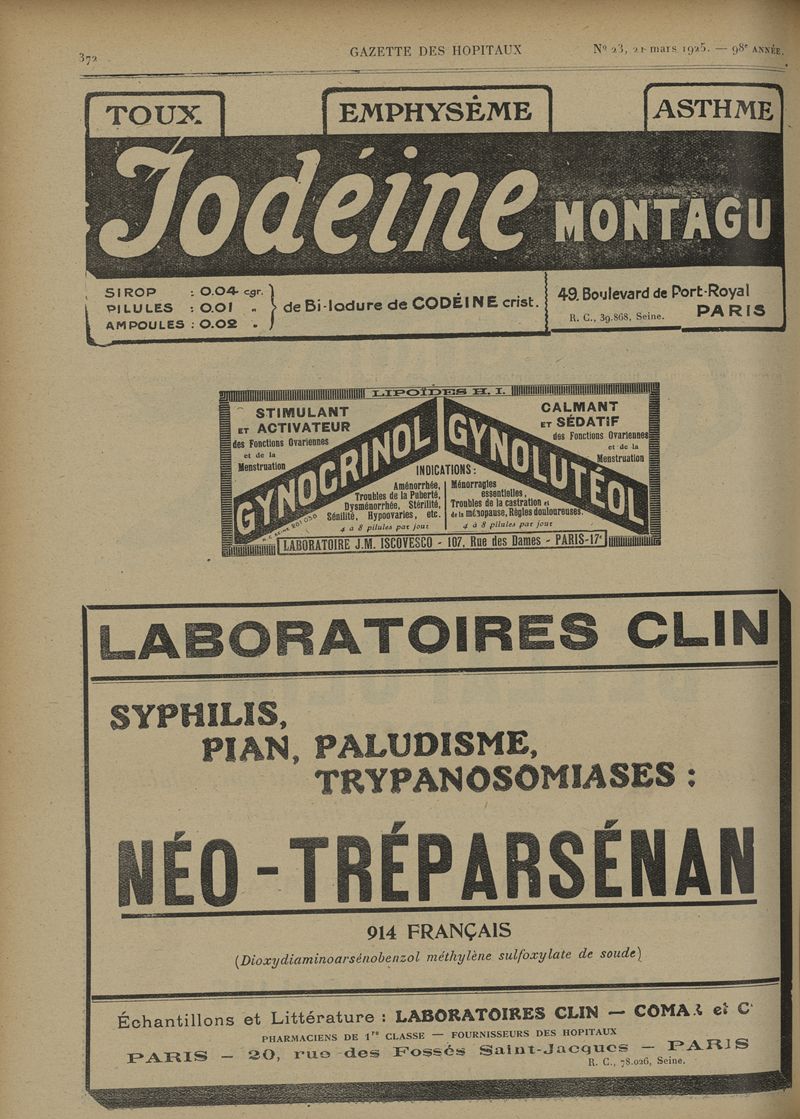 372
GAZETTE DES HOPITAUX
Nº 23, 21 mars 1925. — 98e ANNÉE.
TOUX
EMPHYSÈME
ASTHME
Iodéine MONTAGU
SIROP : 0.04 cgr.
PILULES : 0.01 "
AMPOULES : 0.02 "
de Bi-Iodure de CODÉINE crist.
49, Boulevard de Port-Royal
R. C., 39.868, Seine. PARIS
LIPOÏDES H. I.
STIMULANT
ET ACTIVATEUR
des Fonctions Ovariennes
et de la
Menstruation
GYNOCRINOL
CALMANT
ET SÉDATIF
des Fonctions Ovariennes
et de la
Menstruation
GYNOLUTÉOL
INDICATIONS :
Aménorrhée,
Troubles de la Puberté,
Dysménorrhée, Stérilité,
Sénilité, Hypoovaries, etc.
4 à 8 pilules par jour
Ménorragies
essentielles,
Troubles de la castration et
de la ménopause, Règles douloureuses.
4 à 8 pilules par jour
R. C. SEINE
LABORATOIRE J.M. ISCOVESCO - 107, Rue des Dames - PARIS-17e
LABORATOIRES CLIN
SYPHILIS,
PIAN, PALUDISME,
TRYPANOSOMIASES :
NÉO-TRÉPARSÉNAN
914 FRANÇAIS
(Dioxydiaminoarsénobenzol méthylène sulfoxylate de soude)
Échantillons et Littérature : LABORATOIRES CLIN — COMAR et Cie
PHARMACIENS DE 1re CLASSE — FOURNISSEURS DES HOPITAUX
PARIS — 20, rue des Fossés Saint-Jacques — PARIS
R. C., 78.026, Seine.